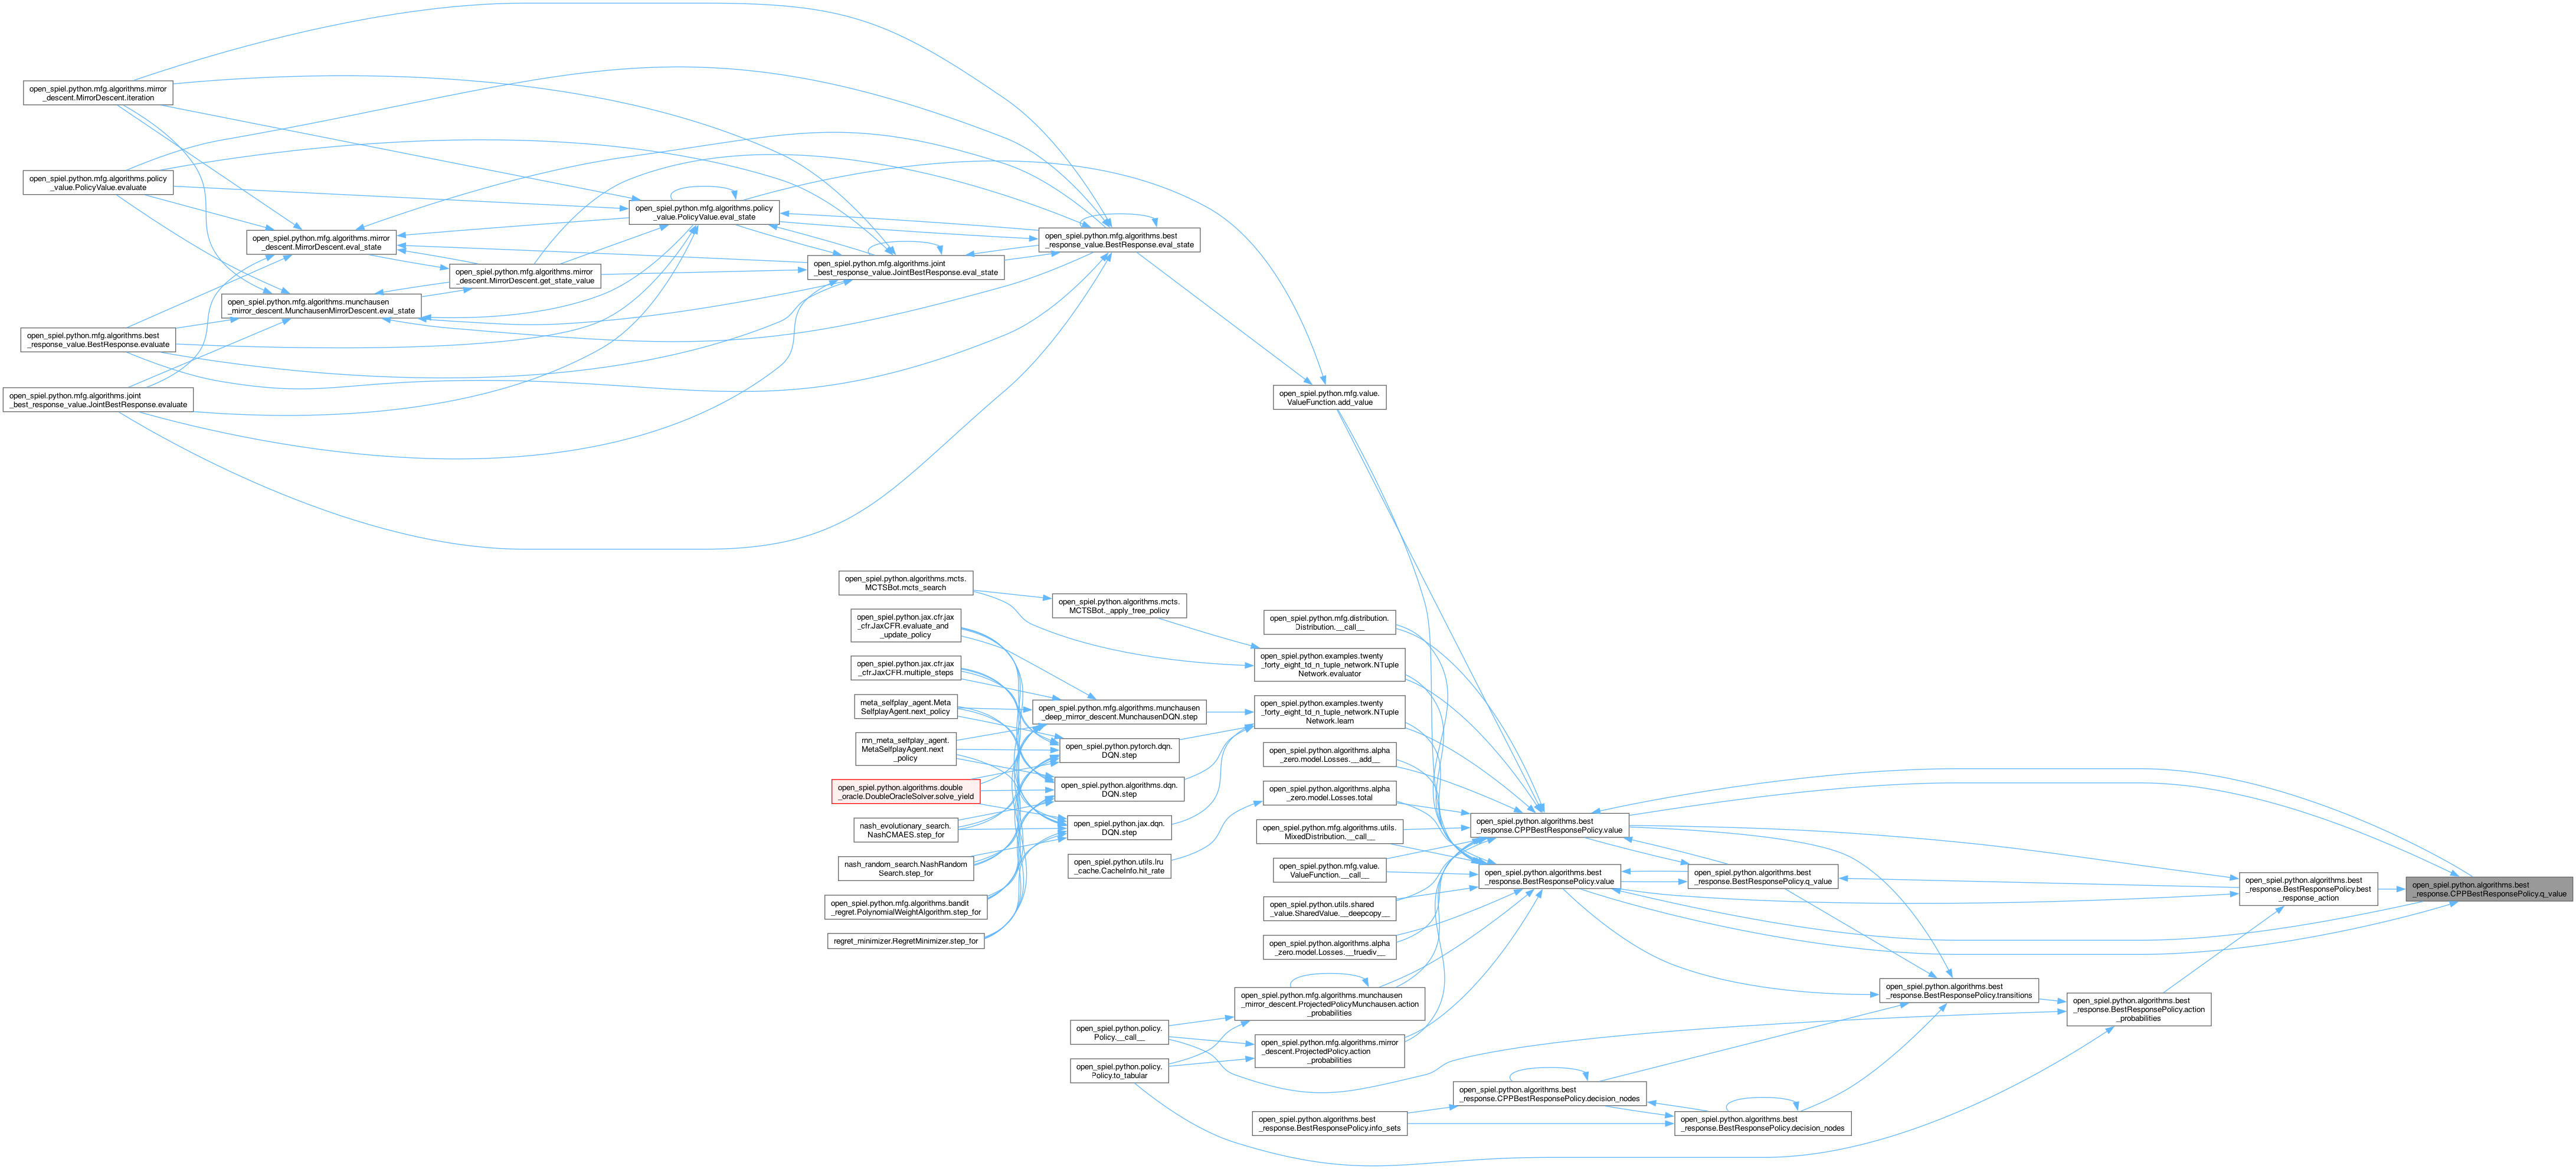 open_spiel.python.mfg.algorithms.mirror
_descent.MirrorDescent.iteration
open_spiel.python.mfg.algorithms.policy
_value.PolicyValue.evaluate
open_spiel.python.mfg.algorithms.policy
_value.PolicyValue.eval_state
open_spiel.python.mfg.algorithms.mirror
_descent.MirrorDescent.eval_state
open_spiel.python.mfg.algorithms.best
_response_value.BestResponse.eval_state
open_spiel.python.mfg.algorithms.joint
_best_response_value.JointBestResponse.eval_state
open_spiel.python.mfg.algorithms.mirror
_descent.MirrorDescent.get_state_value
open_spiel.python.mfg.algorithms.munchausen
_mirror_descent.MunchausenMirrorDescent.eval_state
open_spiel.python.mfg.algorithms.best
_response_value.BestResponse.evaluate
open_spiel.python.mfg.algorithms.joint
_best_response_value.JointBestResponse.evaluate
open_spiel.python.mfg.value.
ValueFunction.add_value
open_spiel.python.algorithms.mcts.
MCTSBot.mcts_search
open_spiel.python.algorithms.mcts.
MCTSBot._apply_tree_policy
open_spiel.python.mfg.distribution.
Distribution.__call__
open_spiel.python.jax.cfr.jax
_cfr.JaxCFR.evaluate_and
_update_policy
open_spiel.python.examples.twenty
_forty_eight_td_n_tuple_network.NTuple
Network.evaluator
open_spiel.python.jax.cfr.jax
_cfr.JaxCFR.multiple_steps
meta_selfplay_agent.Meta
SelfplayAgent.next_policy
open_spiel.python.mfg.algorithms.munchausen
_deep_mirror_descent.MunchausenDQN.step
open_spiel.python.examples.twenty
_forty_eight_td_n_tuple_network.NTuple
Network.learn
rnn_meta_selfplay_agent.
MetaSelfplayAgent.next
_policy
open_spiel.python.pytorch.dqn.
DQN.step
open_spiel.python.algorithms.alpha
_zero.model.Losses.__add__
open_spiel.python.algorithms.double
_oracle.DoubleOracleSolver.solve_yield
open_spiel.python.algorithms.dqn.
DQN.step
open_spiel.python.algorithms.alpha
_zero.model.Losses.total
nash_evolutionary_search.
NashCMAES.step_for
open_spiel.python.jax.dqn.
DQN.step
open_spiel.python.mfg.algorithms.utils.
MixedDistribution.__call__
open_spiel.python.algorithms.best
_response.CPPBestResponsePolicy.value
nash_random_search.NashRandom
Search.step_for
open_spiel.python.utils.lru
_cache.CacheInfo.hit_rate
open_spiel.python.mfg.value.
ValueFunction.__call__
open_spiel.python.algorithms.best
_response.BestResponsePolicy.value
open_spiel.python.algorithms.best
_response.BestResponsePolicy.q_value
open_spiel.python.algorithms.best
_response.BestResponsePolicy.best
_response_action
open_spiel.python.algorithms.best
_response.CPPBestResponsePolicy.q_value
open_spiel.python.mfg.algorithms.bandit
_regret.PolynomialWeightAlgorithm.step_for
open_spiel.python.utils.shared
_value.SharedValue.__deepcopy__
regret_minimizer.RegretMinimizer.step_for
open_spiel.python.algorithms.alpha
_zero.model.Losses.__truediv__
open_spiel.python.mfg.algorithms.munchausen
_mirror_descent.ProjectedPolicyMunchausen.action
_probabilities
open_spiel.python.algorithms.best
_response.BestResponsePolicy.transitions
open_spiel.python.algorithms.best
_response.BestResponsePolicy.action
_probabilities
open_spiel.python.policy.
Policy.__call__
open_spiel.python.mfg.algorithms.mirror
_descent.ProjectedPolicy.action
_probabilities
open_spiel.python.policy.
Policy.to_tabular
open_spiel.python.algorithms.best
_response.CPPBestResponsePolicy.decision_nodes
open_spiel.python.algorithms.best
_response.BestResponsePolicy.info_sets
open_spiel.python.algorithms.best
_response.BestResponsePolicy.decision_nodes